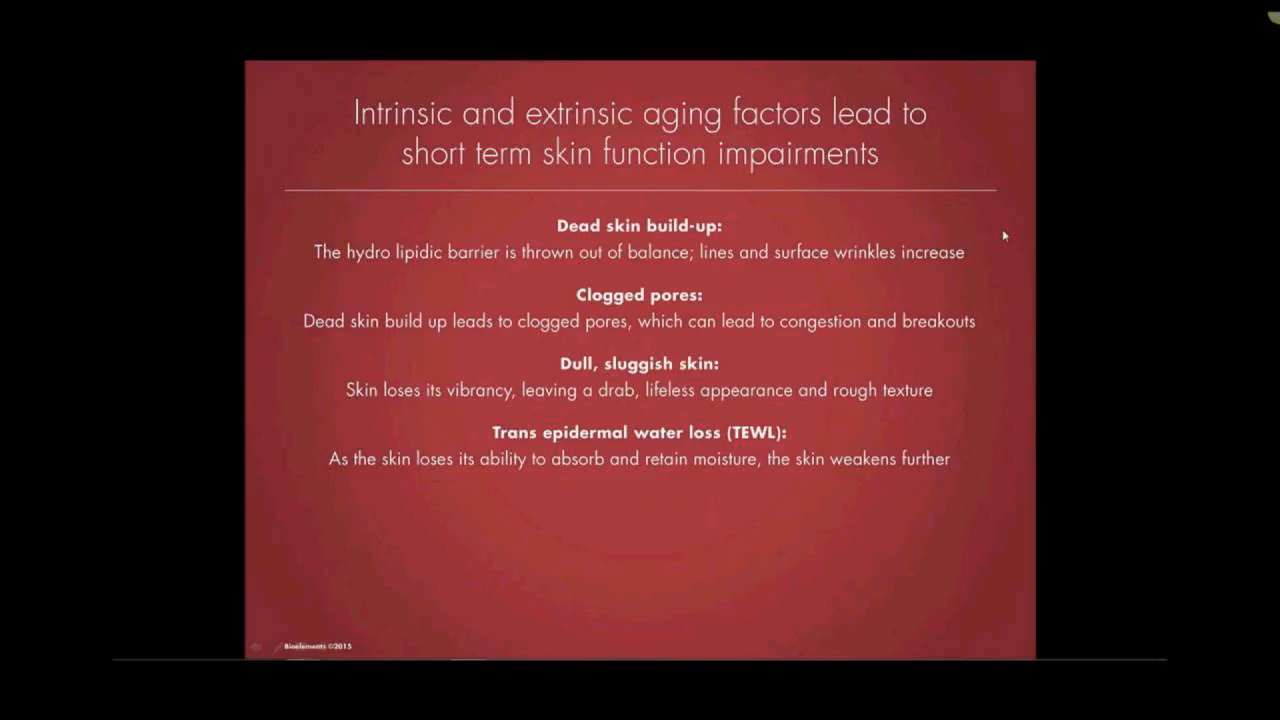 Intrinsic and extrinsic aging factors lead to
short term skin function impairments
Dead skin build-up:
The hydro lipidic barrier is thrown out of balance; lines and surface wrinkles increase
Clogged pores:
Dead skin build up leads to clogged pores, which can lead to congestion and breakouts
Dull, sluggish skin:
Skin loses its vibrancy, leaving a drab, lifeless appearance and rough texture
Trans epidermal water loss (TEWL):
As the skin loses its ability to absorb and retain moisture, the skin weakens further
Bioelements ©2015